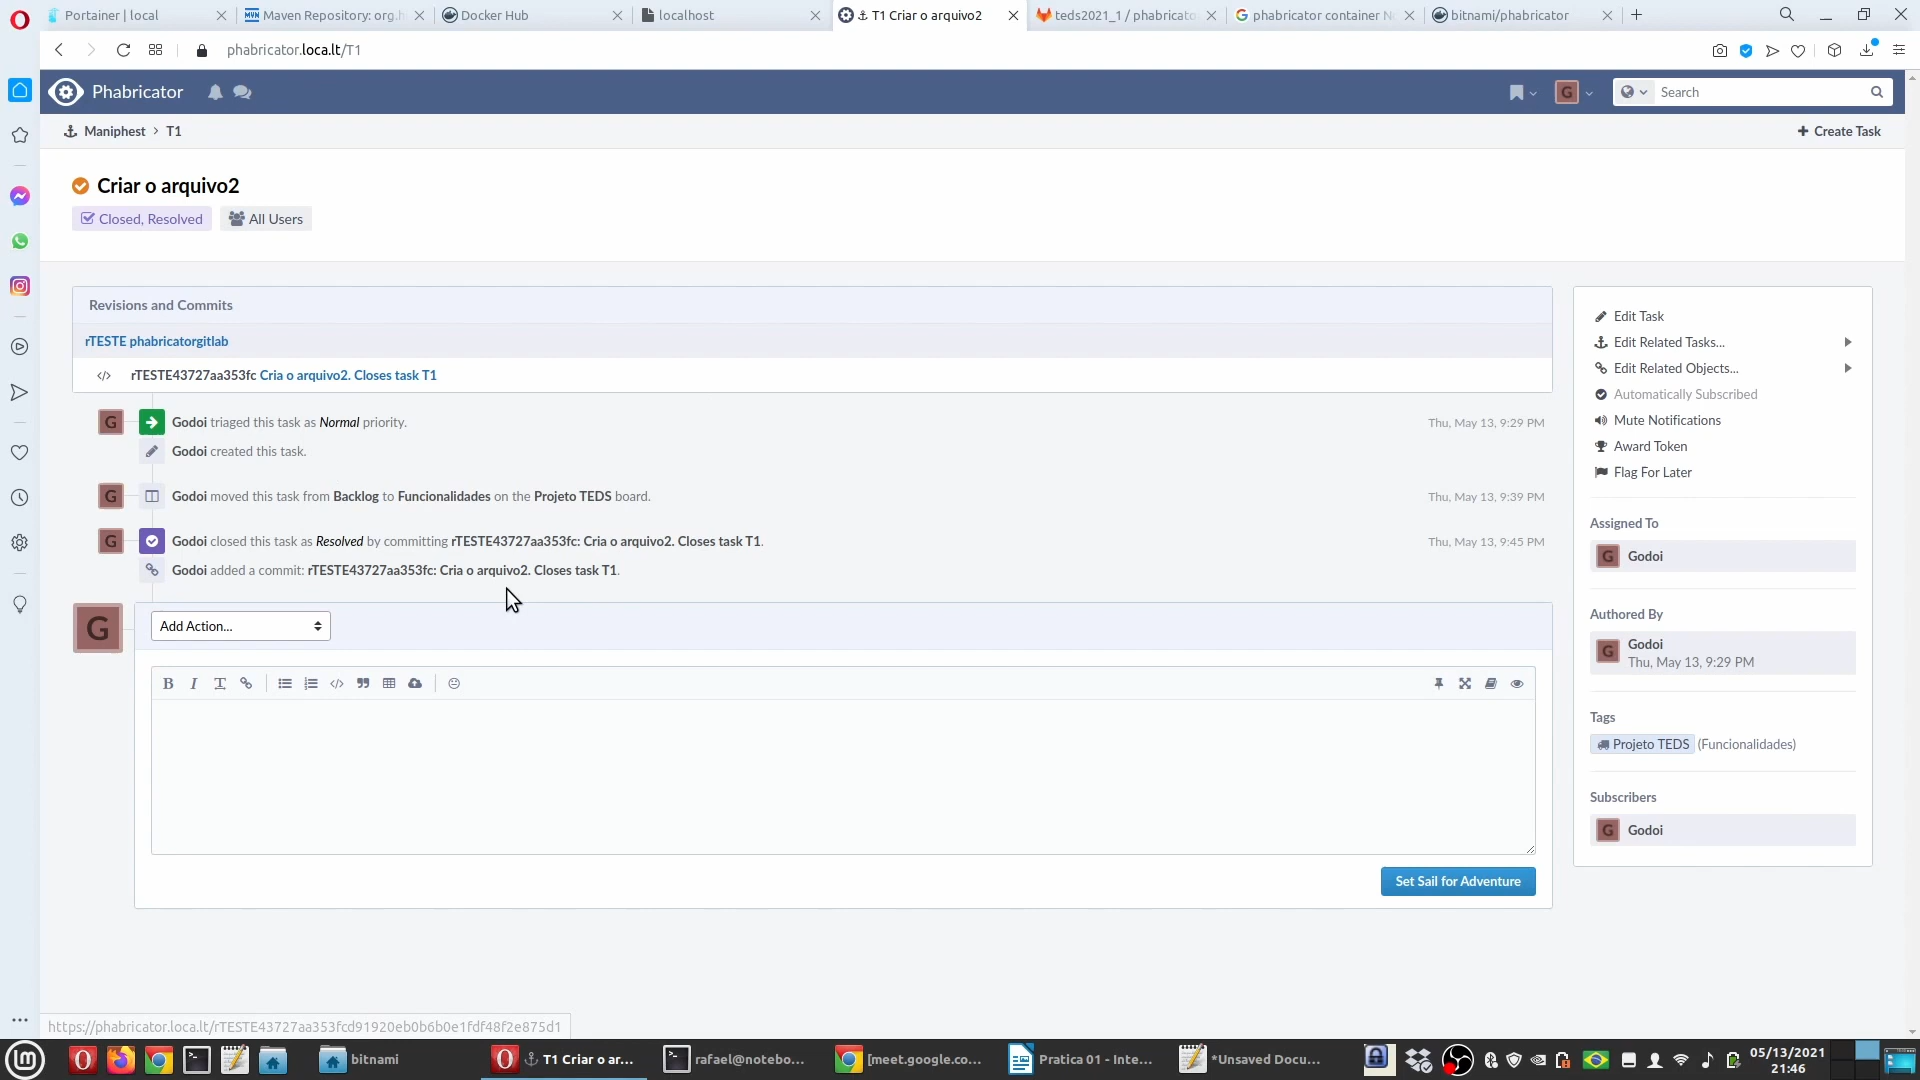 Portainer | local
Maven Repository: org.h
Docker Hub
localhost
T1 Criar o arquivo2
teds2021_1 / phabricato
phabricator container N
bitnami/phabricator
phabricator.loca.lt/T1
Phabricator
G
Search
Maniphest > T1
Create Task
Criar o arquivo2
Closed, Resolved
All Users
Revisions and Commits
rTESTE phabricatorgitlab
rTESTE43727aa353fc Cria o arquivo2. Closes task T1
G Godoi triaged this task as Normal priority. Thu, May 13, 9:29 PM
Godoi created this task.
G Godoi moved this task from Backlog to Funcionalidades on the Projeto TEDS board. Thu, May 13, 9:39 PM
G Godoi closed this task as Resolved by committing rTESTE43727aa353fc: Cria o arquivo2. Closes task T1. Thu, May 13, 9:45 PM
Godoi added a commit: rTESTE43727aa353fc: Cria o arquivo2. Closes task T1.
G
Add Action...
B I T
Set Sail for Adventure
Edit Task
Edit Related Tasks...
Edit Related Objects...
Automatically Subscribed
Mute Notifications
Award Token
Flag For Later
Assigned To
G Godoi
Authored By
G Godoi
Thu, May 13, 9:29 PM
Tags
Projeto TEDS (Funcionalidades)
Subscribers
G Godoi
https://phabricator.loca.lt/rTESTE43727aa353fcd91920eb0b6b0e1fdf48f2e875d1
bitnami
T1 Criar o ar...
rafael@notebo...
[meet.google.co...
Pratica 01 - Inte...
*Unsaved Docu...
05/13/2021
21:46